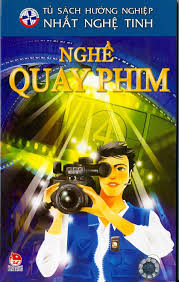 TỦ SÁCH HƯỚNG NGHIỆP
NHẤT NGHỆ TINH
NGHỀ
QUAY PHIM